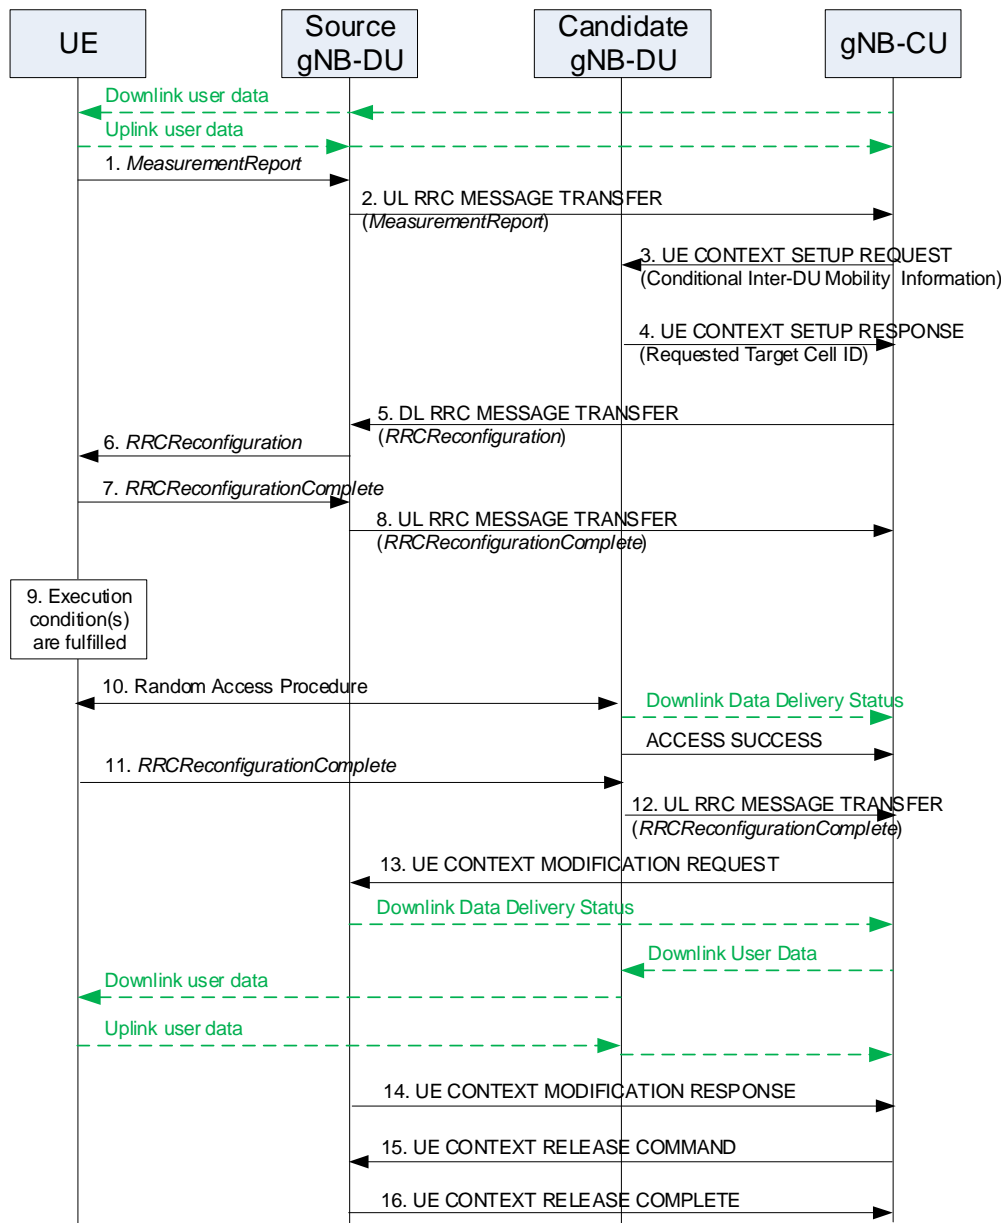 UE
Source
gNB-DU
Candidate
gNB-DU
gNB-CU
Downlink user data
Uplink user data
1. MeasurementReport
2. UL RRC MESSAGE TRANSFER
(MeasurementReport)
3. UE CONTEXT SETUP REQUEST
(Conditional Inter-DU Mobility Information)
4. UE CONTEXT SETUP RESPONSE
(Requested Target Cell ID)
5. DL RRC MESSAGE TRANSFER
(RRCReconfiguration)
6. RRCReconfiguration
7. RRCReconfigurationComplete
8. UL RRC MESSAGE TRANSFER
(RRCReconfigurationComplete)
9. Execution
condition(s)
are fulfilled
10. Random Access Procedure
Downlink Data Delivery Status
ACCESS SUCCESS
11. RRCReconfigurationComplete
12. UL RRC MESSAGE TRANSFER
(RRCReconfigurationComplete)
13. UE CONTEXT MODIFICATION REQUEST
Downlink Data Delivery Status
Downlink User Data
Downlink user data
Uplink user data
14. UE CONTEXT MODIFICATION RESPONSE
15. UE CONTEXT RELEASE COMMAND
16. UE CONTEXT RELEASE COMPLETE